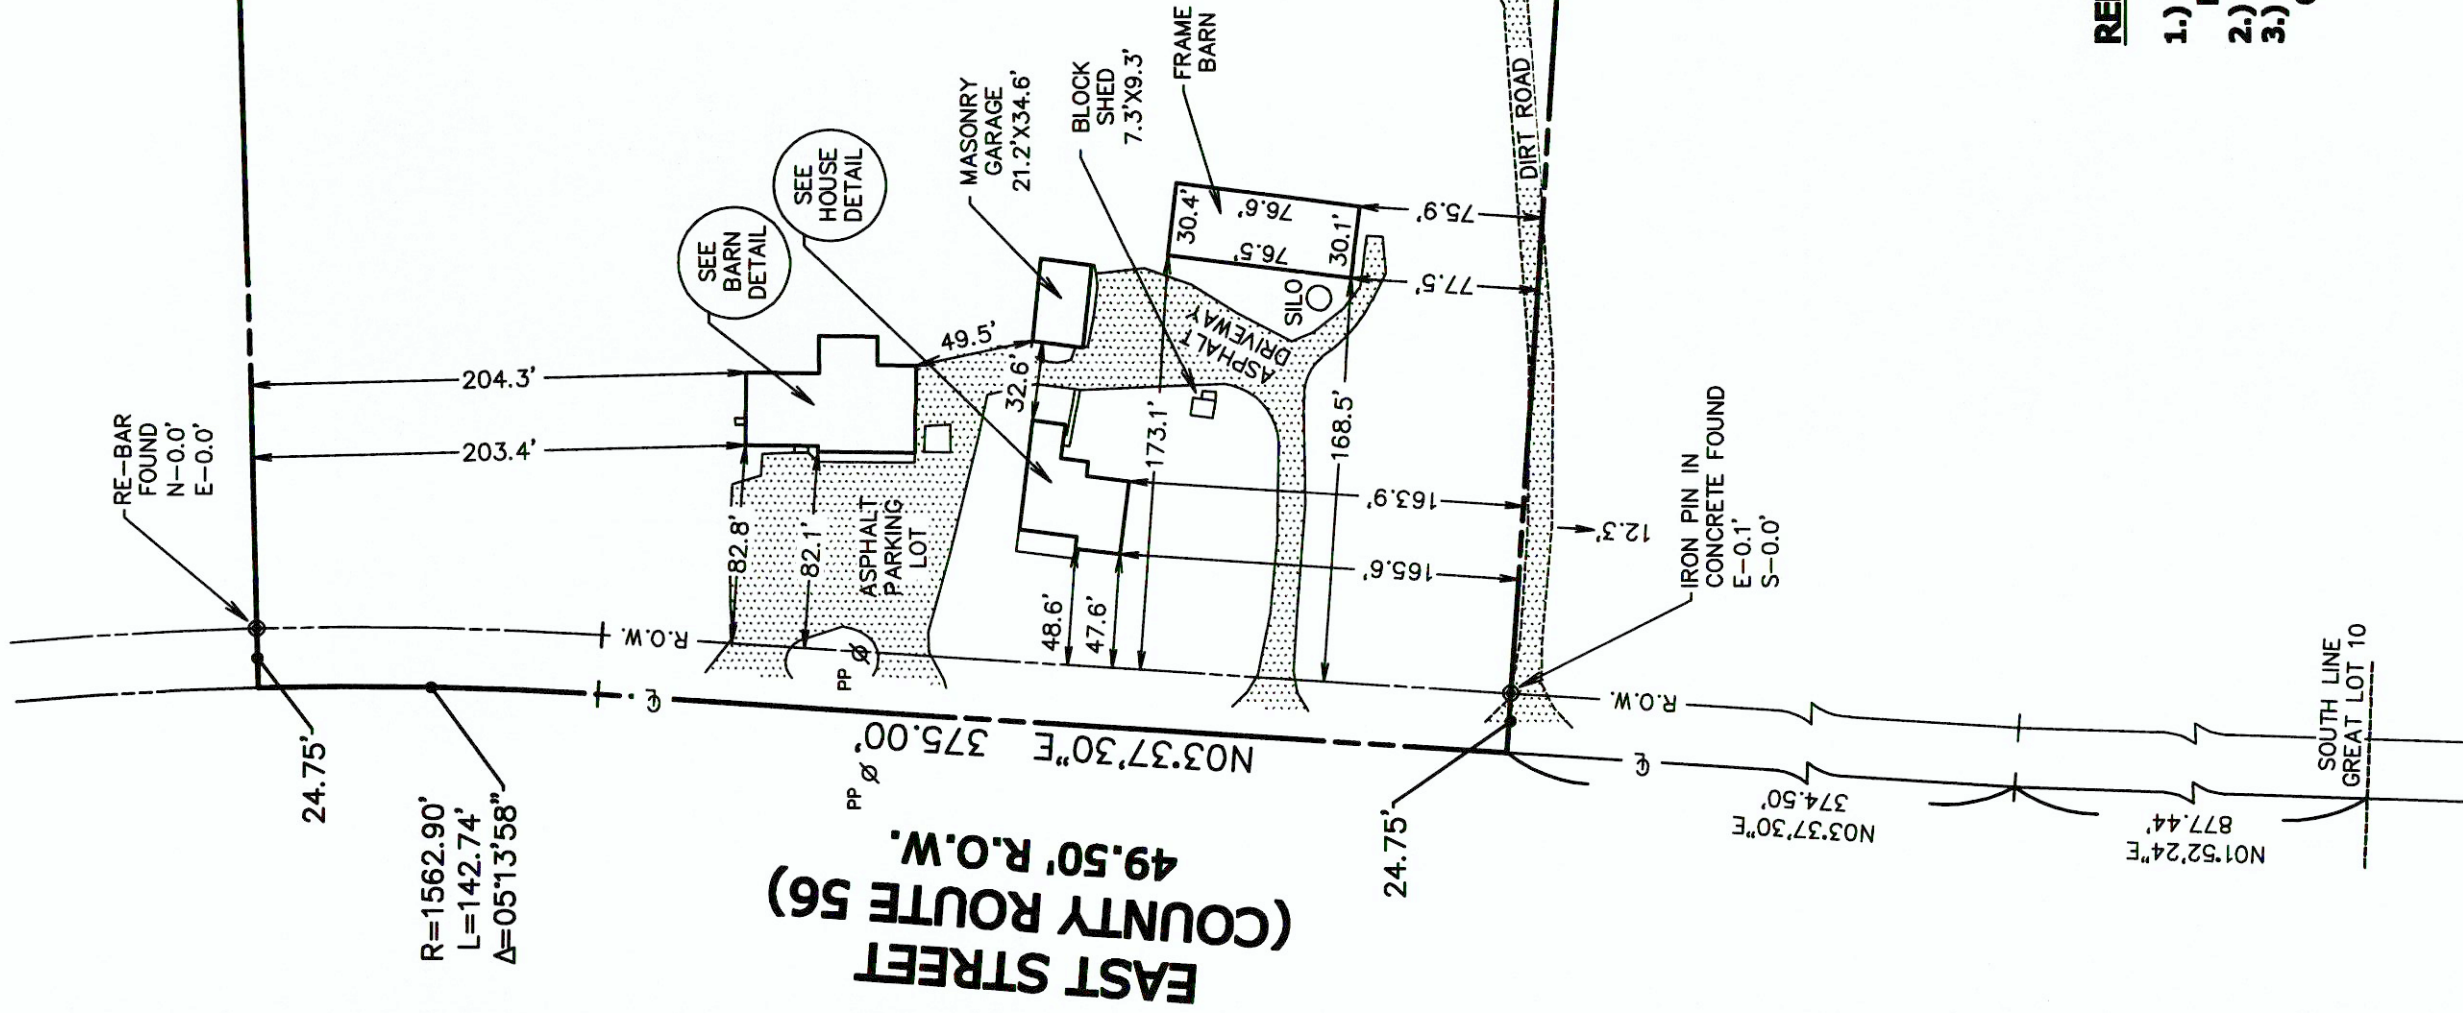 RE-BAR
FOUND
N-0.0'
E-0.0'
204.3'
203.4'
SEE
BARN
DETAIL
SEE
HOUSE
DETAIL
MASONRY
GARAGE
21.2'X34.6'
BLOCK
SHED
7.3'X9.3'
FRAME
BARN
30.4'
76.6'
76.5'
30.1'
75.9'
77.5'
SILO
DIRT ROAD
49.5'
32.6'
ASPHALT
DRIVEWAY
173.1'
168.5'
163.9'
165.6'
12.3'
82.8'
82.1'
ASPHALT
PARKING
LOT
48.6'
47.6'
R.O.W.
PP
PP
24.75'
R=1562.90'
L=142.74'
Δ=05°13'58"
℄
N03°37'30"E 375.00'
EAST STREET
(COUNTY ROUTE 56)
49.50' R.O.W.
24.75'
IRON PIN IN
CONCRETE FOUND
E-0.1'
S-0.0'
R.O.W.
℄
N03°37'30"E
374.50'
N01°52'24"E
877.44'
SOUTH LINE
GREAT LOT 10
1.)
2.)
3.)